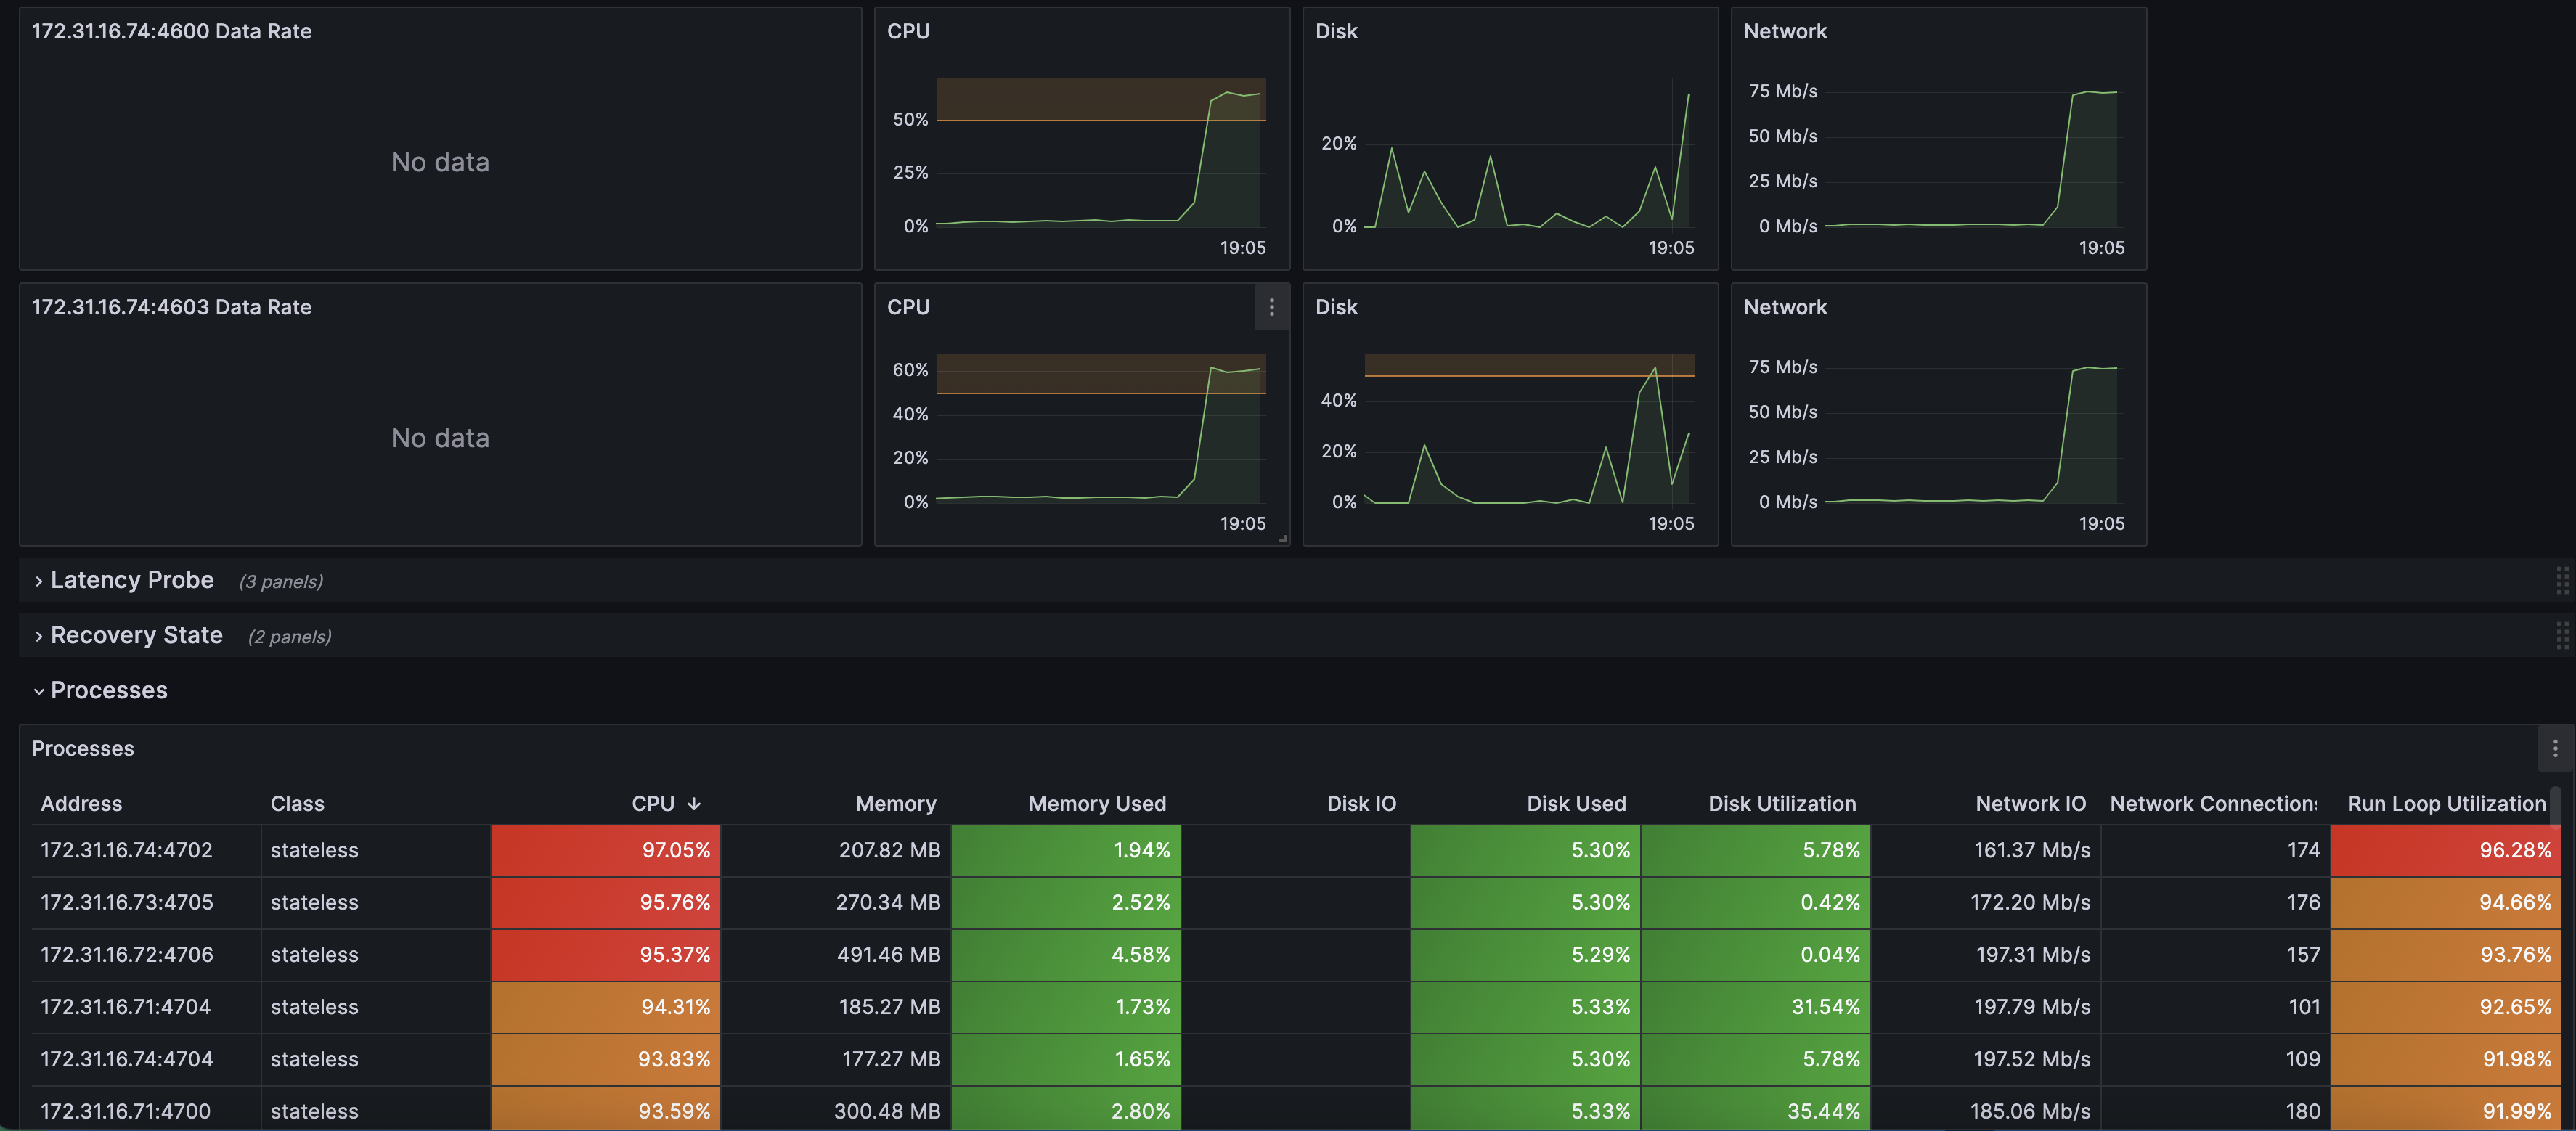 172.31.16.74:4600 Data Rate
No data
CPU
50%
25%
0%
19:05
Disk
20%
0%
19:05
Network
75 Mb/s
50 Mb/s
25 Mb/s
0 Mb/s
19:05
172.31.16.74:4603 Data Rate
No data
CPU
60%
40%
20%
0%
19:05
Disk
40%
20%
0%
19:05
Network
75 Mb/s
50 Mb/s
25 Mb/s
0 Mb/s
19:05
Latency Probe (3 panels)
Recovery State (2 panels)
Processes
Processes
Address Class CPU Memory Memory Used Disk IO Disk Used Disk Utilization Network IO Network Connections Run Loop Utilization
172.31.16.74:4702 stateless 97.05% 207.82 MB 1.94% 5.30% 5.78% 161.37 Mb/s 174 96.28%
172.31.16.73:4705 stateless 95.76% 270.34 MB 2.52% 5.30% 0.42% 172.20 Mb/s 176 94.66%
172.31.16.72:4706 stateless 95.37% 491.46 MB 4.58% 5.29% 0.04% 197.31 Mb/s 157 93.76%
172.31.16.71:4704 stateless 94.31% 185.27 MB 1.73% 5.33% 31.54% 197.79 Mb/s 101 92.65%
172.31.16.74:4704 stateless 93.83% 177.27 MB 1.65% 5.30% 5.78% 197.52 Mb/s 109 91.98%
172.31.16.71:4700 stateless 93.59% 300.48 MB 2.80% 5.33% 35.44% 185.06 Mb/s 180 91.99%